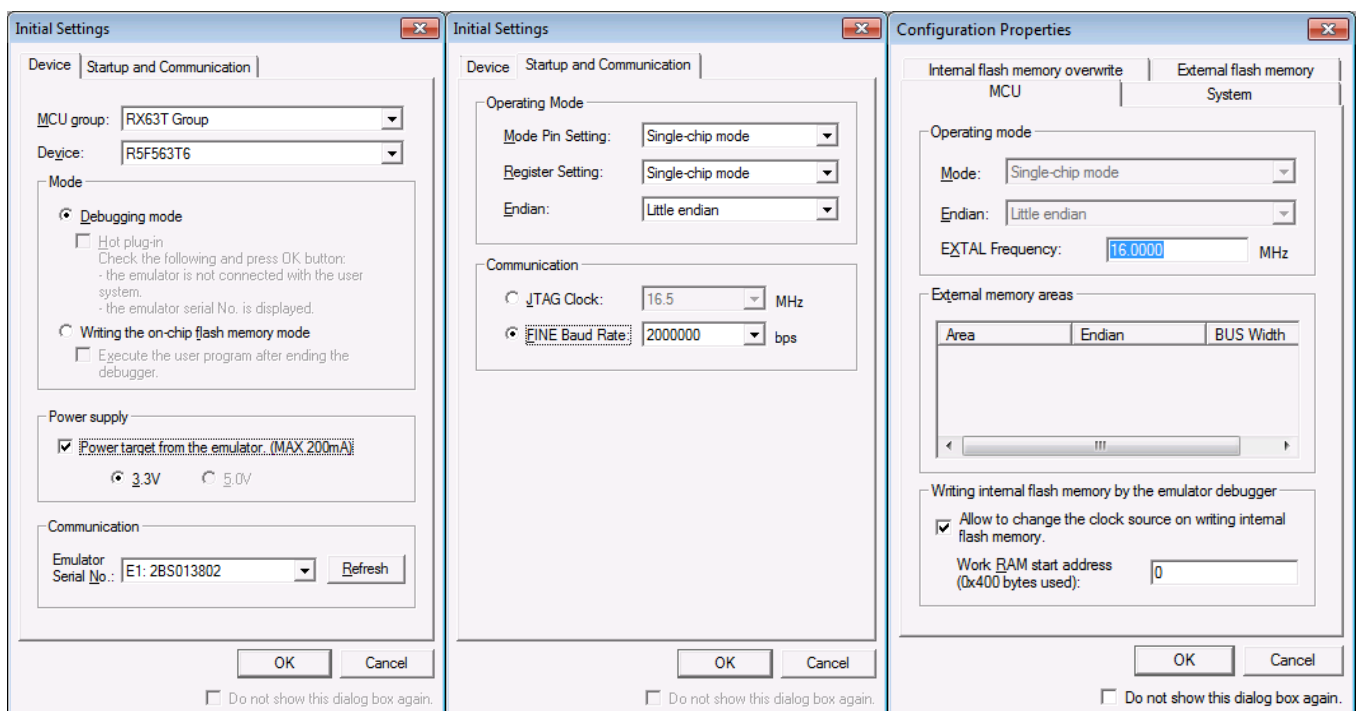 Initial Settings
Device
Startup and Communication
MCU group:
RX63T Group
Device:
R5F563T6
Mode
Debugging mode
Hot plug-in
Check the following and press OK button:
- the emulator is not connected with the user
system.
- the emulator serial No. is displayed.
Writing the on-chip flash memory mode
Execute the user program after ending the
debugger.
Power supply
Power target from the emulator. (MAX 200mA)
3.3V
5.0V
Communication
Emulator
Serial No.:
E1: 2BS013802
Refresh
OK
Cancel
Do not show this dialog box again.
Initial Settings
Device
Startup and Communication
Operating Mode
Mode Pin Setting:
Single-chip mode
Register Setting:
Single-chip mode
Endian:
Little endian
Communication
JTAG Clock:
16.5
MHz
FINE Baud Rate:
2000000
bps
OK
Cancel
Do not show this dialog box again.
Configuration Properties
Internal flash memory overwrite
External flash memory
MCU
System
Operating mode
Mode:
Single-chip mode
Endian:
Little endian
EXTAL Frequency:
16.0000
MHz
External memory areas
Area
Endian
BUS Width
Writing internal flash memory by the emulator debugger
Allow to change the clock source on writing internal
flash memory.
Work RAM start address
(0x400 bytes used):
0
OK
Cancel
Do not show this dialog box again.